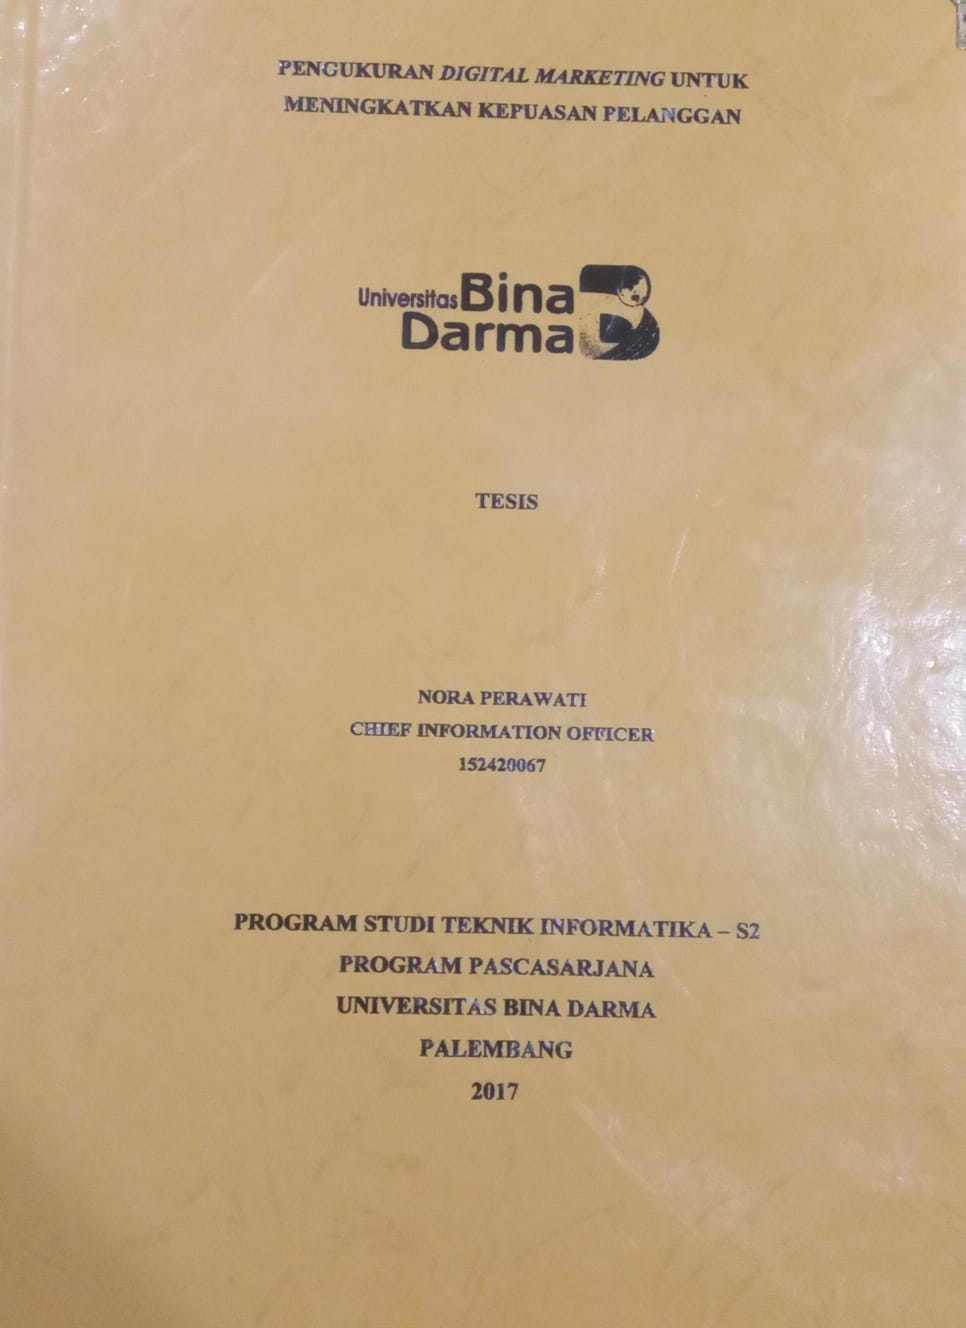 PENGUKURAN DIGITAL MARKETING UNTUK
MENINGKATKAN KEPUASAN PELANGGAN
Universitas Bina
Darma
TESIS
NORA PERAWATI
CHIEF INFORMATION OFFICER
152420067
PROGRAM STUDI TEKNIK INFORMATIKA – S2
PROGRAM PASCASARJANA
UNIVERSITAS BINA DARMA
PALEMBANG
2017